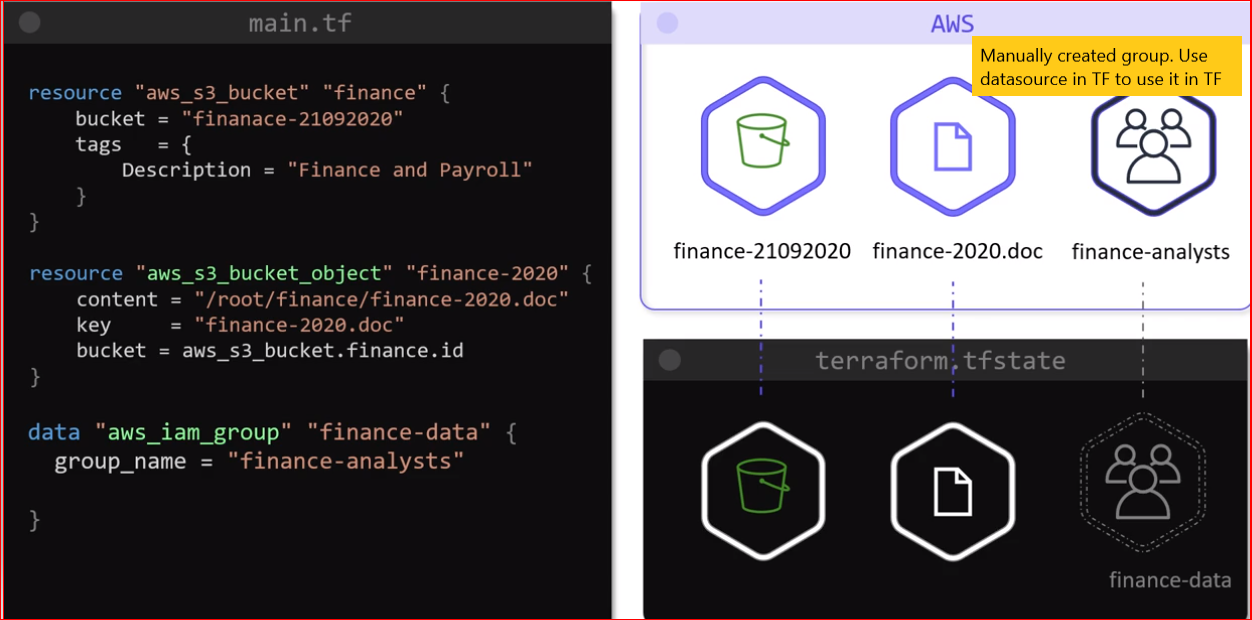 main.tf
resource "aws_s3_bucket" "finance" {
bucket = "finanace-21092020"
tags = {
Description = "Finance and Payroll"
}
}
resource "aws_s3_bucket_object" "finance-2020" {
content = "/root/finance/finance-2020.doc"
key = "finance-2020.doc"
bucket = aws_s3_bucket.finance.id
}
data "aws_iam_group" "finance-data" {
group_name = "finance-analysts"
}
AWS
Manually created group. Use
datasource in TF to use it in TF
finance-21092020 finance-2020.doc finance-analysts
terraform.tfstate
finance-data